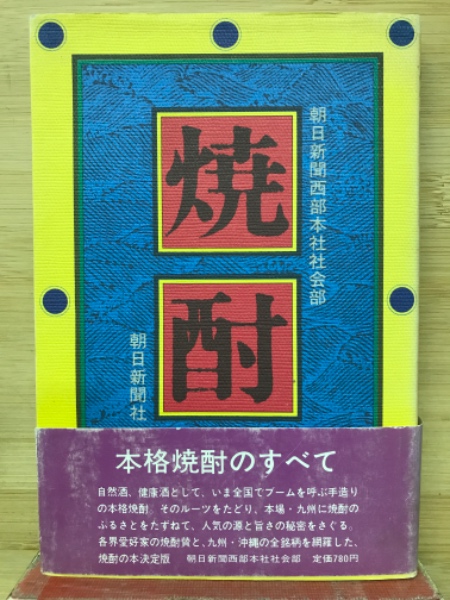 朝日新聞西部本社社会部
焼
酎
朝日新聞社
本格焼酎のすべて
自然酒、健康酒として、いま全国でブームを呼ぶ手造り
の本格焼酎。そのルーツをたどり、本場・九州に焼酎の
ふるさとをたずねて、人気の源と旨さの秘密をさぐる。
各界愛好家の焼酎賛と、九州・沖縄の全銘柄を網羅した、
焼酎の本決定版 朝日新聞西部本社社会部 定価780円